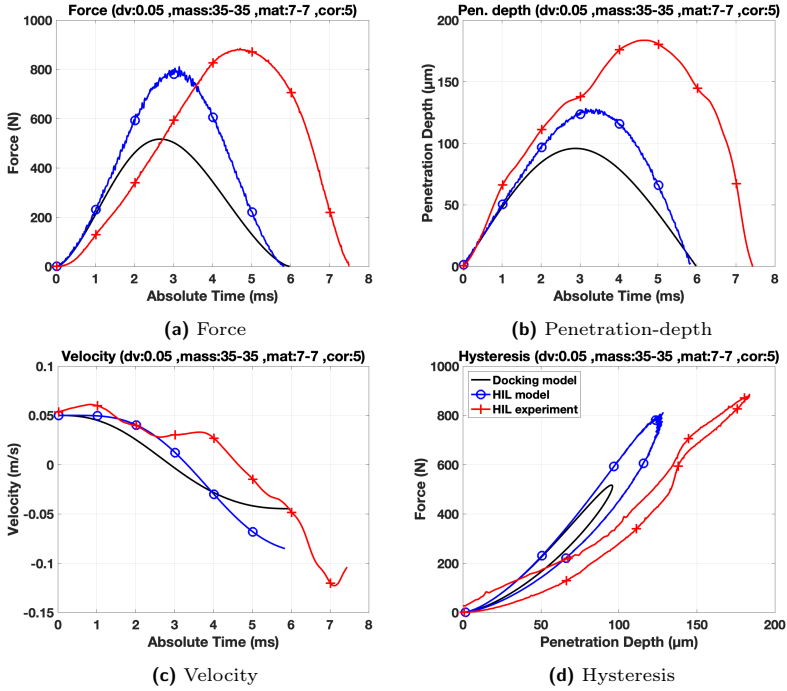 Force (dv:0.05 ,mass:35-35 ,mat:7-7 ,cor:5)
1000
800
600
400
200
0
Force (N)
0 1 2 3 4 5 6 7 8
Absolute Time (ms)
(a) Force
Pen. depth (dv:0.05 ,mass:35-35 ,mat:7-7 ,cor:5)
200
150
100
50
0
Penetration Depth (µm)
0 1 2 3 4 5 6 7 8
Absolute Time (ms)
(b) Penetration-depth
Velocity (dv:0.05 ,mass:35-35 ,mat:7-7 ,cor:5)
0.1
0.05
0
-0.05
-0.1
-0.15
Velocity (m/s)
0 1 2 3 4 5 6 7 8
Absolute Time (ms)
(c) Velocity
Hysteresis (dv:0.05 ,mass:35-35 ,mat:7-7 ,cor:5)
Docking model
HIL model
HIL experiment
1000
800
600
400
200
0
Force (N)
50 100 150 200
Penetration Depth (µm)
(d) Hysteresis